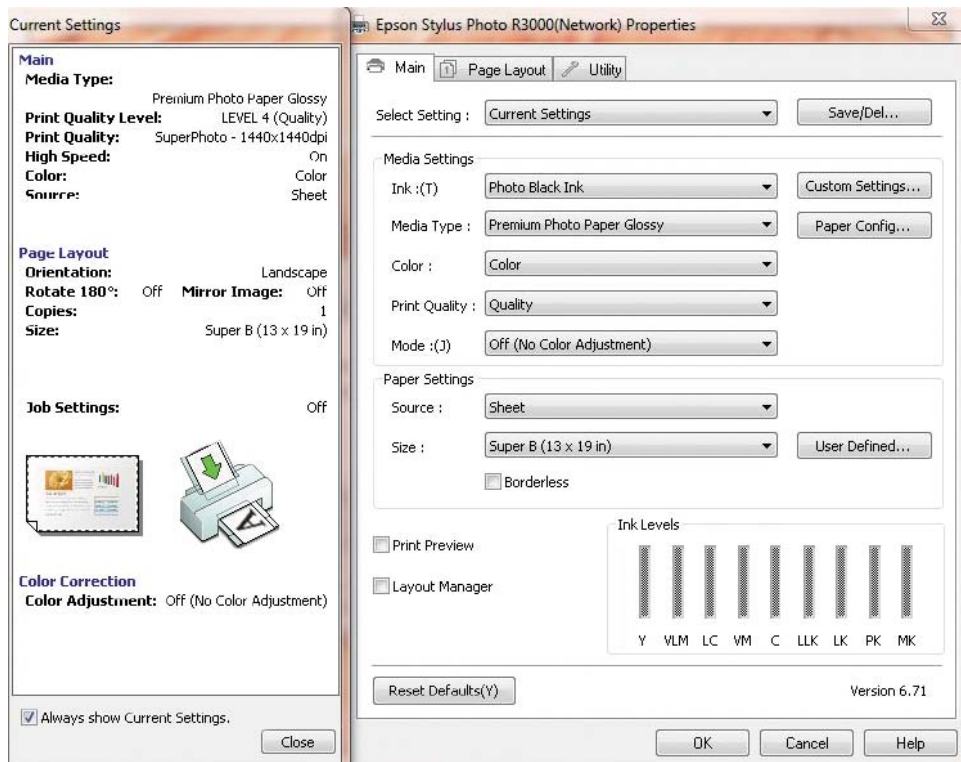 Current Settings
Main
Media Type:
Premium Photo Paper Glossy
Print Quality Level: LEVEL 4 (Quality)
Print Quality: SuperPhoto - 1440x1440dpi
High Speed: On
Color: Color
Source: Sheet
Page Layout
Orientation: Landscape
Rotate 180°: Off Mirror Image: Off
Copies: 1
Size: Super B (13 x 19 in)
Job Settings: Off
A
Color Correction
Color Adjustment: Off (No Color Adjustment)
Always show Current Settings.
Close
Epson Stylus Photo R3000(Network) Properties
Main 1 Page Layout Utility
Select Setting : Current Settings Save/Del...
Media Settings
Ink :(T) Photo Black Ink Custom Settings...
Media Type : Premium Photo Paper Glossy Paper Config...
Color : Color
Print Quality : Quality
Mode :(J) Off (No Color Adjustment)
Paper Settings
Source : Sheet
Size : Super B (13 x 19 in) User Defined...
Borderless
Print Preview
Layout Manager
Ink Levels
Y VLM LC VM C LLK LK PK MK
Reset Defaults(Y) Version 6.71
OK Cancel Help